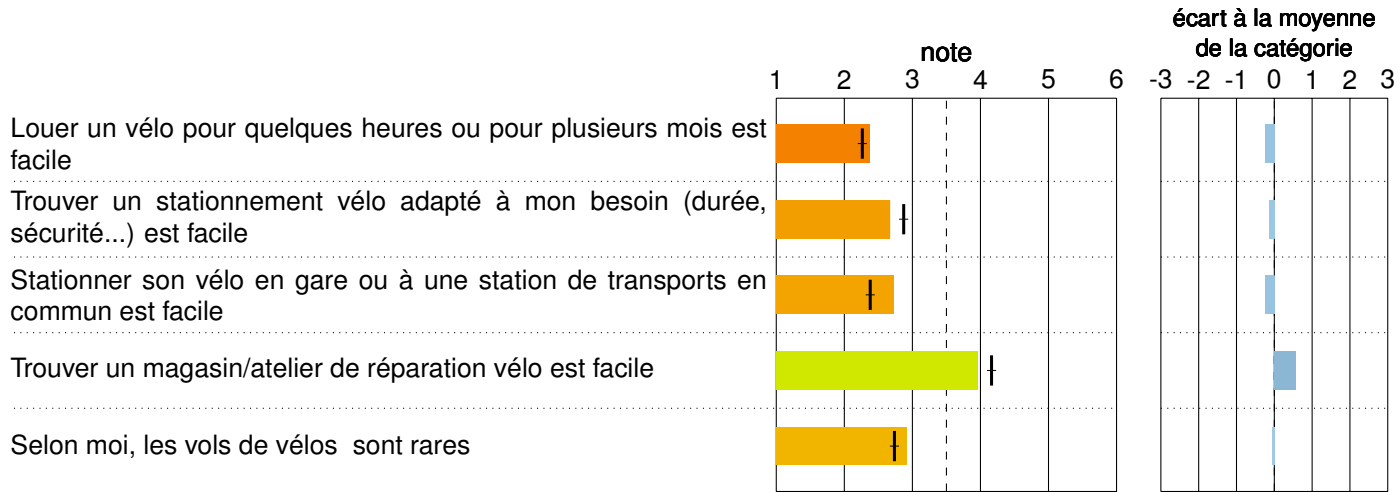 écart à la moyenne
note de la catégorie
1 2 3 4 5 6 -3 -2 -1 0 1 2 3
Louer un vélo pour quelques heures ou pour plusieurs mois est
facile
Trouver un stationnement vélo adapté à mon besoin (durée,
sécurité...) est facile
Stationner son vélo en gare ou à une station de transports en
commun est facile
Trouver un magasin/atelier de réparation vélo est facile
Selon moi, les vols de vélos sont rares